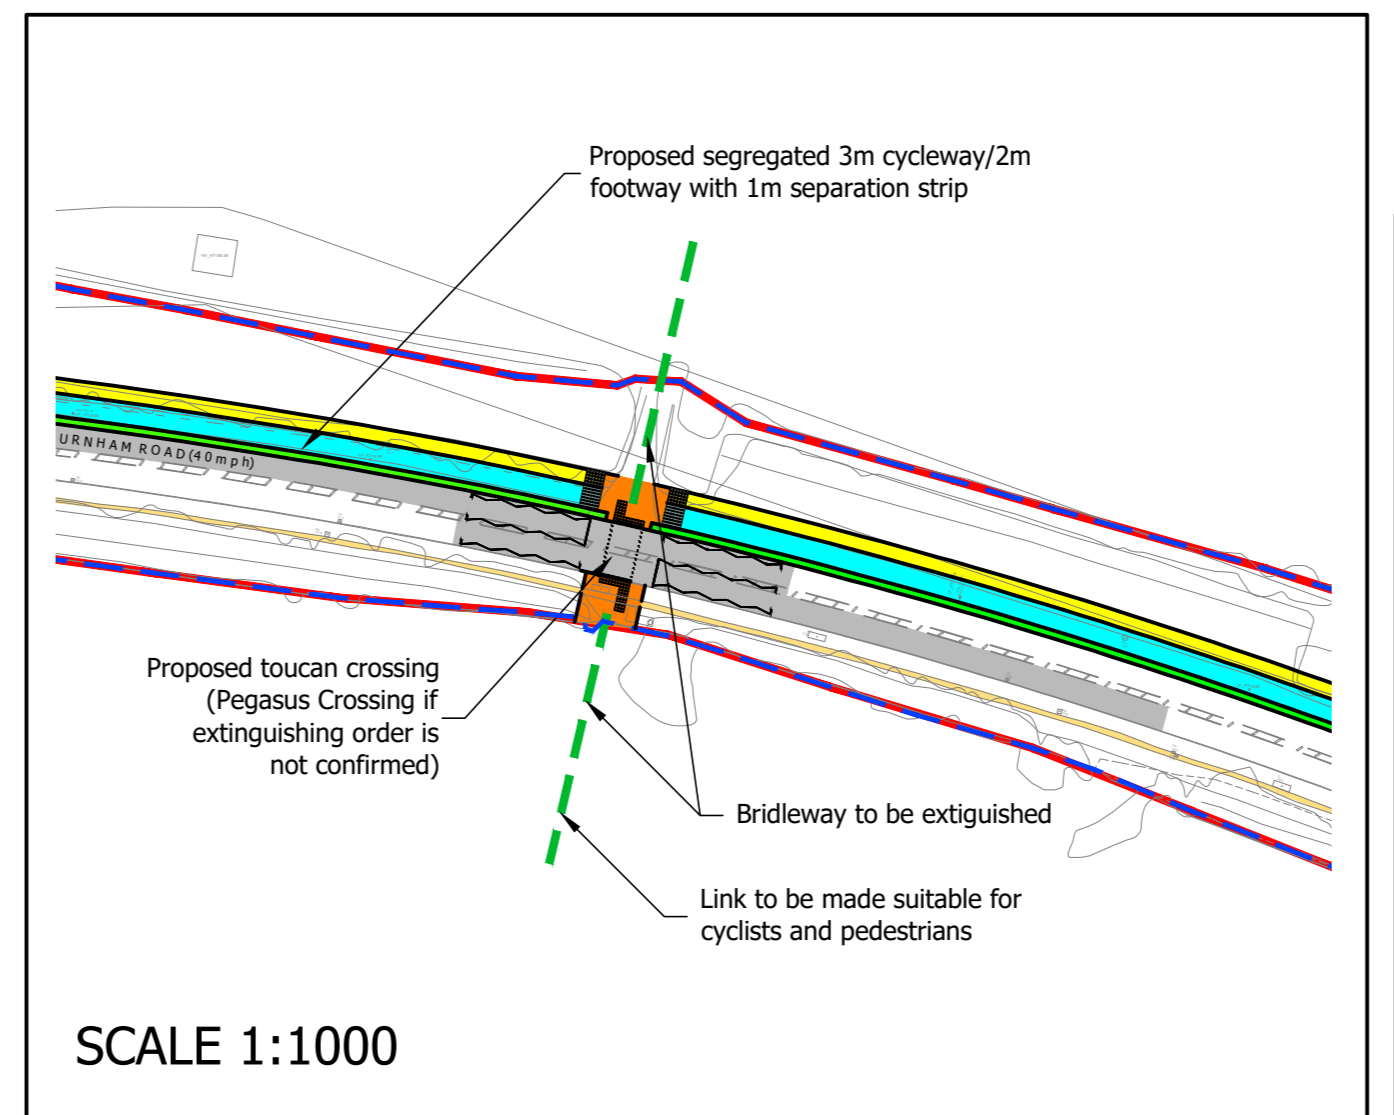 Proposed segregated 3m cycleway/2m
footway with 1m separation strip
URNHAM ROAD (40mph)
Proposed toucan crossing
(Pegasus Crossing if
extinguishing order is
not confirmed)
Bridleway to be extiguished
Link to be made suitable for
cyclists and pedestrians
SCALE 1:1000